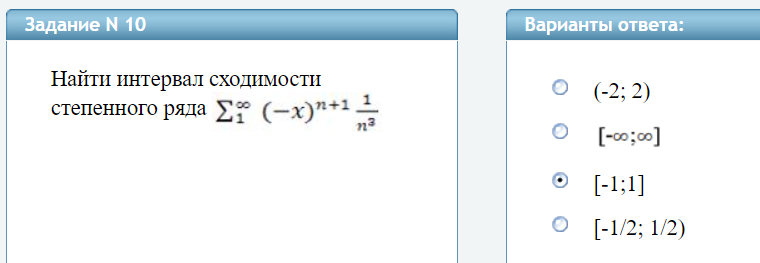 Задание N 10
Найти интервал сходимости
степенного ряда ∑₁^∞ (−x)ⁿ⁺¹ 1/n³
Варианты ответа:
(-2; 2)
[-∞;∞]
[-1;1]
[-1/2; 1/2)